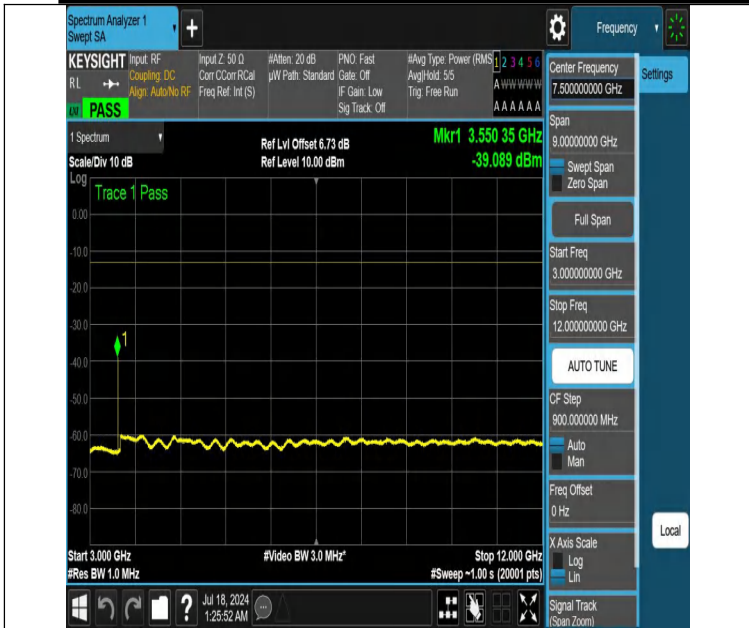 Spectrum Analyzer 1
Swept SA
+
Frequency
KEYSIGHT
RL
LXI
PASS
Input: RF
Coupling: DC
Align: Auto/No RF
Input Z: 50 Ω
Corr CCorr RCal
Freq Ref: Int (S)
#Atten: 20 dB
µW Path: Standard
PNO: Fast
Gate: Off
IF Gain: Low
Sig Track: Off
#Avg Type: Power (RMS
Avg|Hold: 5/5
Trig: Free Run
1 2 3 4 5 6
A W W W W W
A A A A A A
1 Spectrum
Scale/Div 10 dB
Ref Lvl Offset 6.73 dB
Ref Level 10.00 dBm
Mkr1 3.550 35 GHz
-39.089 dBm
Log
Trace 1 Pass
0.00
-10.0
-20.0
-30.0
1
-40.0
-50.0
-60.0
-70.0
-80.0
Start 3.000 GHz
#Res BW 1.0 MHz
#Video BW 3.0 MHz*
Stop 12.000 GHz
#Sweep ~1.00 s (20001 pts)
Center Frequency
7.500000000 GHz
Settings
Span
9.00000000 GHz
Swept Span
Zero Span
Full Span
Start Freq
3.000000000 GHz
Stop Freq
12.000000000 GHz
AUTO TUNE
CF Step
900.000000 MHz
Auto
Man
Freq Offset
0 Hz
X Axis Scale
Log
Lin
Signal Track
(Span Zoom)
Local
?
Jul 18, 2024
1:25:52 AM